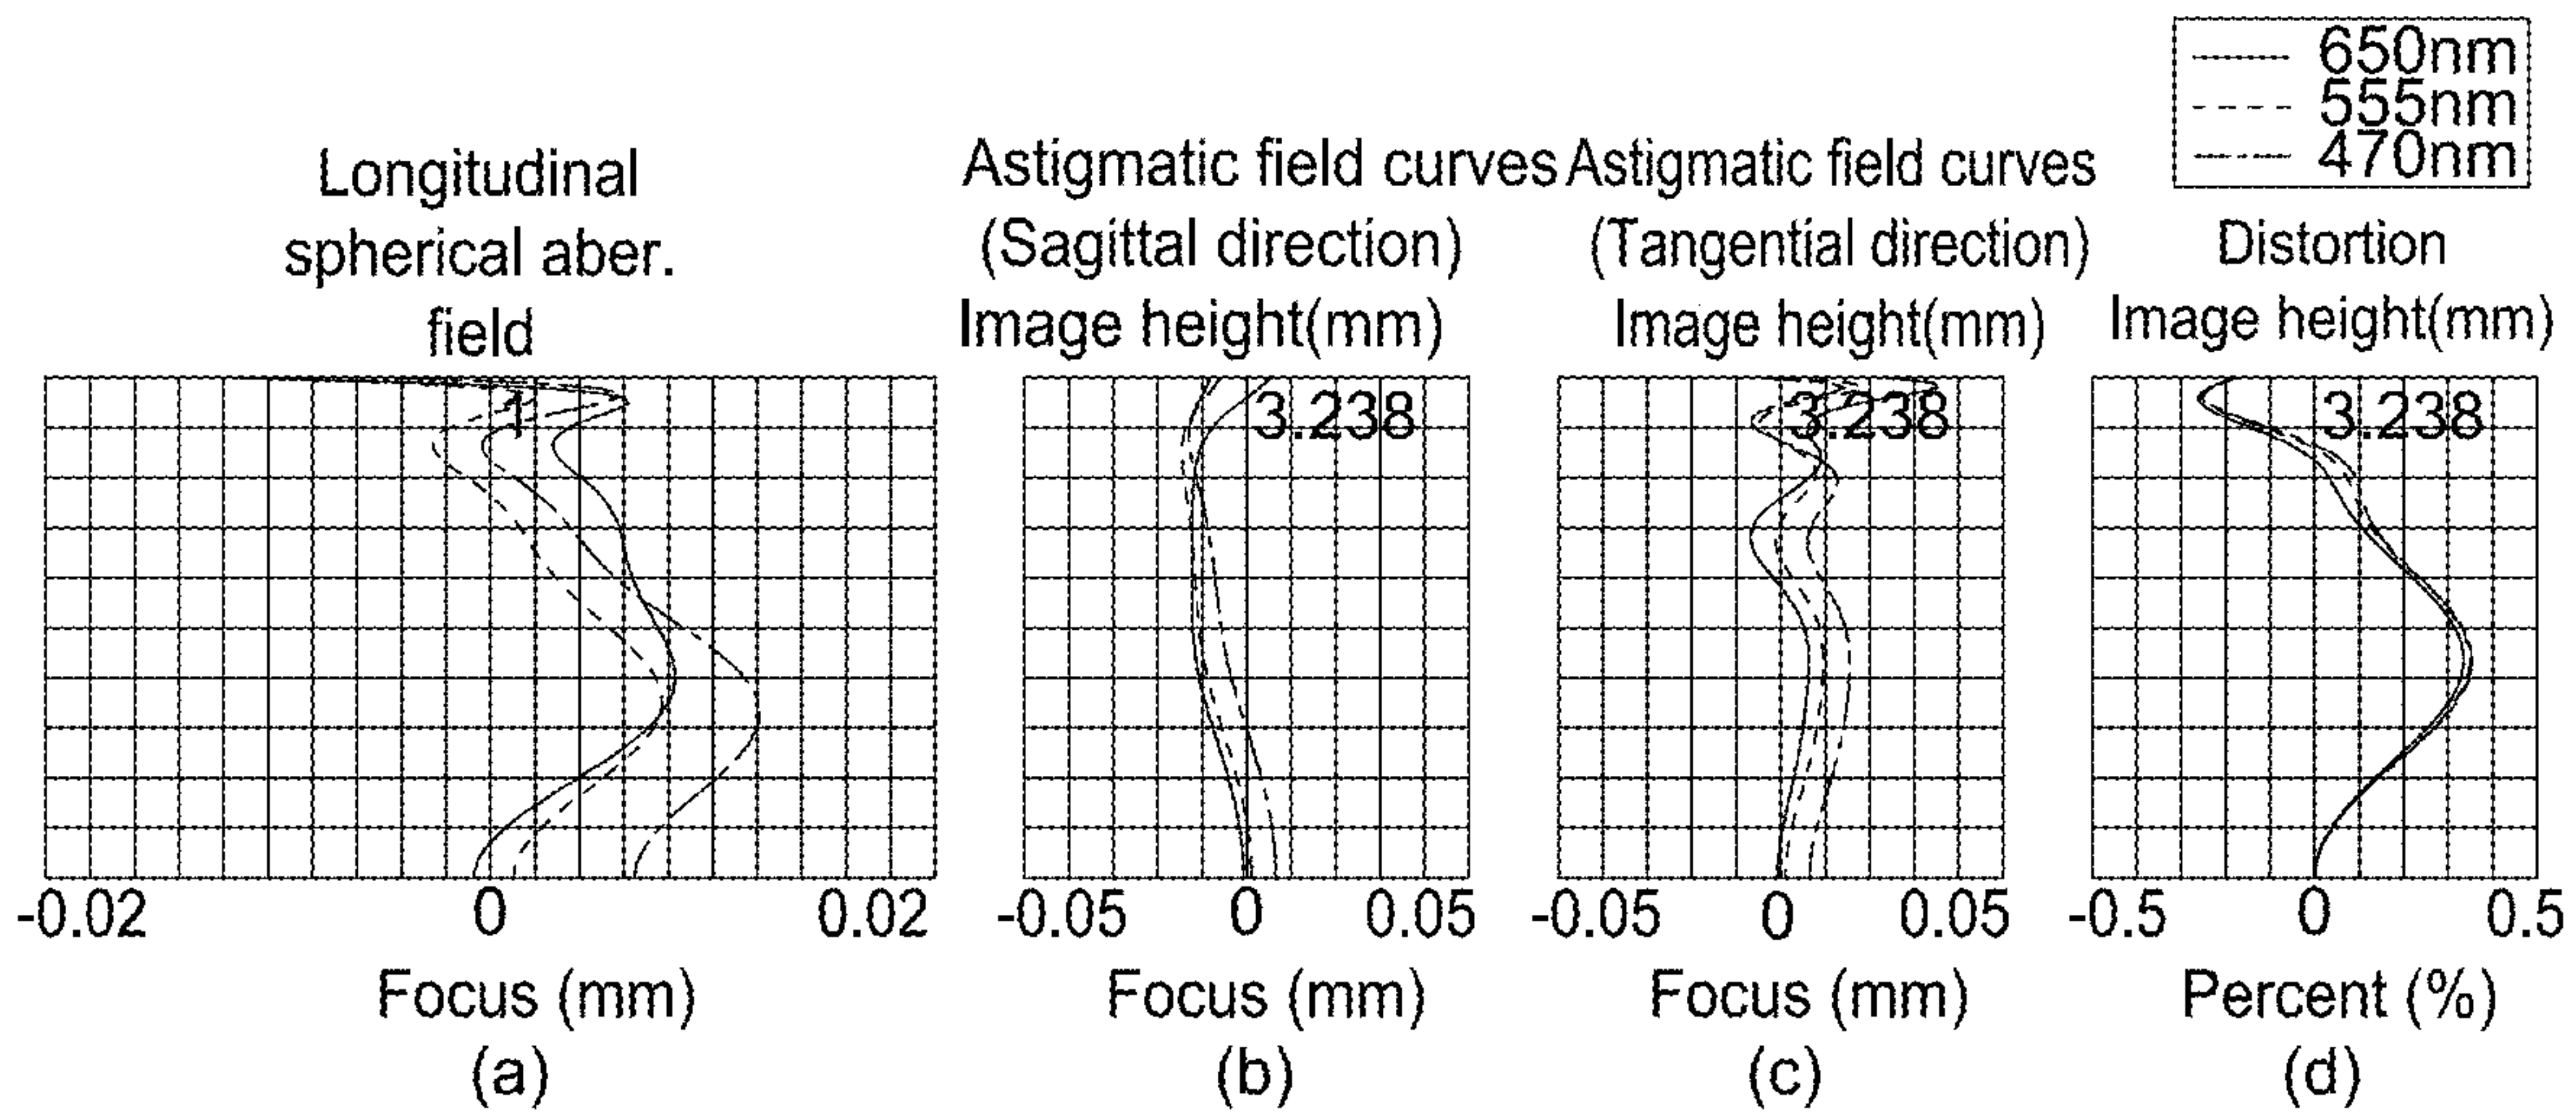 650nm
555nm
470nm
Longitudinal
spherical aber.
field
1
-0.02 0 0.02
Focus (mm)
(a)
Astigmatic field curves
(Sagittal direction)
Image height(mm)
3.238
-0.05 0 0.05
Focus (mm)
(b)
Astigmatic field curves
(Tangential direction)
Image height(mm)
3.238
-0.05 0 0.05
Focus (mm)
(c)
Distortion
Image height(mm)
3.238
-0.5 0 0.5
Percent (%)
(d)